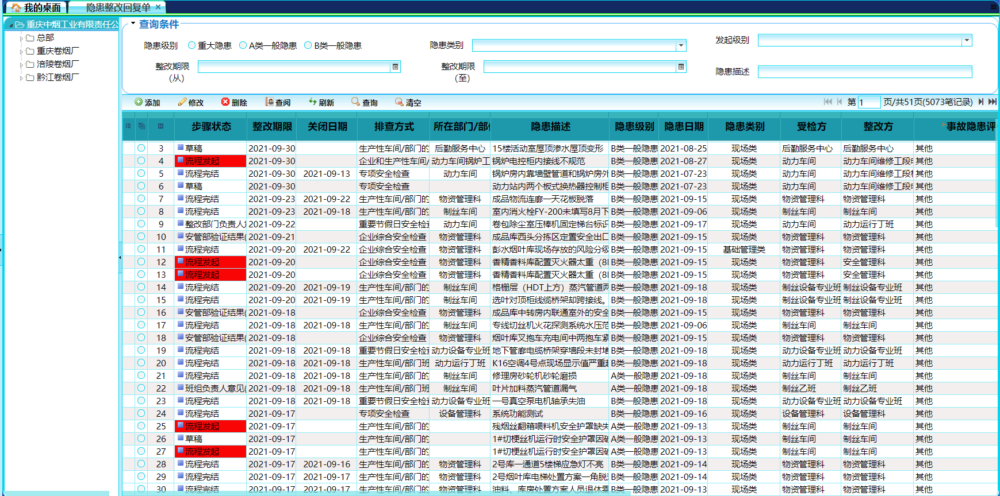 我的桌面
隐患整改回复单
重庆中烟工业有限责任公
总部
重庆卷烟厂
涪陵卷烟厂
黔江卷烟厂
查询条件
隐患级别 重大隐患 A类一般隐患 B类一般隐患 隐患类别 发起级别
整改期限(从) 整改期限(至) 隐患描述
添加 修改 删除 查阅 刷新 查询 清空 第 1 页/共51页(5073笔记录)
步骤状态 整改期限 关闭日期 排查方式 所在部门/部 隐患描述 隐患级别 隐患日期 隐患类别 受检方 整改方 事故隐患评
3 草稿 2021-09-30 生产性车间/部门的 后勤服务中心 15楼活动室屋顶渗水屋顶变形 B类一般隐患 2021-08-25 现场类 后勤服务中心 后勤服务中心 其他
4 流程发起 2021-09-30 企业和生产性车间/ 动力车间锅炉工 锅炉电控柜内接线不规范 B类一般隐患 2021-08-27 现场类 动力车间 动力车间维修工段 其他
5 流程完结 2021-09-30 2021-09-13 专项安全检查 动力车间 锅炉房内靠墙壁管道和锅炉房外 B类一般隐患 2021-07-23 现场类 动力车间 动力车间维修工段 其他
6 草稿 2021-09-30 专项安全检查 动力站内两个板式换热器控制柜 B类一般隐患 2021-07-23 现场类 动力车间 动力车间维修工段 其他
7 流程完结 2021-09-23 2021-09-22 生产性车间/部门的 物资管理科 成品物流连廊一天花板脱落 B类一般隐患 2021-09-15 现场类 物资管理科 物资管理科 其他
8 流程完结 2021-09-23 2021-09-18 生产性车间/部门的 制丝车间 室内消火栓FY-200未填写8月下 B类一般隐患 2021-09-06 现场类 制丝车间 制丝车间 其他
9 整改部门负责人 2021-09-22 重要节假日安全检 动力车间 卷包除尘室压棒机固定梯台标识 B类一般隐患 2021-09-17 现场类 动力车间 动力运行丁班 其他
10 安管部验证结果( 2021-09-21 企业综合安全检查 物资管理科 成品库西头分拣区定置安全出口 B类一般隐患 2021-09-15 现场类 物资管理科 物资管理科 其他
11 流程完结 2021-09-20 2021-09-22 企业综合安全检查 物资管理科 彭水烟叶库现场存放的风险分级 B类一般隐患 2021-09-15 基础管理类 物资管理科 物资管理科 其他
12 流程发起 2021-09-20 企业综合安全检查 物资管理科 香精香料库配置灭火器太重（8 B类一般隐患 2021-09-15 现场类 物资管理科 安全管理科 其他
13 流程发起 2021-09-20 企业综合安全检查 物资管理科 香精香料库配置灭火器太重（8 B类一般隐患 2021-09-15 现场类 物资管理科 安全管理科 其他
14 流程完结 2021-09-20 2021-09-19 生产性车间/部门的 制丝车间 格栅层（HDT上方）蒸汽管道两 B类一般隐患 2021-09-18 现场类 制丝设备专业班 制丝设备专业班 其他
15 流程完结 2021-09-20 2021-09-19 生产性车间/部门的 制丝车间 选叶对顶柜线缆桥架却跨接线。 B类一般隐患 2021-09-18 现场类 制丝设备专业班 制丝设备专业班 其他
16 安管部验证结果( 2021-09-18 企业综合安全检查 物资管理科 成品库中转房内联通室外的安全 B类一般隐患 2021-09-15 现场类 物资管理科 物资管理科 其他
17 流程完结 2021-09-18 2021-09-18 生产性车间/部门的 制丝车间 专线切丝机火花探测系统水压范 B类一般隐患 2021-09-06 现场类 制丝车间 制丝车间 其他
18 安管部验证结果( 2021-09-18 企业综合安全检查 物资管理科 烟叶库叉抱车充电间中两抱车紧 B类一般隐患 2021-09-15 现场类 物资管理科 物资管理科 其他
19 流程完结 2021-09-18 2021-09-18 重要节假日安全检 动力设备专业班 地下管廊电缆桥架穿墙段未封堵 B类一般隐患 2021-09-18 现场类 动力设备专业班 动力设备专业班 其他
20 流程完结 2021-09-18 2021-09-18 生产性车间/部门班 动力运行丁班 K16空调4号点现场显示值严重 B类一般隐患 2021-09-18 现场类 动力运行丁班 动力运行丁班 其他
21 流程完结 2021-09-18 2021-09-18 生产性车间/部门的 制丝车间 修理房砂轮机砂轮磨损 A类一般隐患 2021-09-18 现场类 制丝车间 制丝车间 其他
22 班组负责人意见( 2021-09-18 2021-09-18 生产性车间/部门班 制丝车间 叶片加料蒸汽管道漏气 A类一般隐患 2021-09-18 现场类 制丝乙班 制丝乙班 其他
23 流程完结 2021-09-18 2021-09-18 重要节假日安全检 动力设备专业班 一号真空泵电机轴承失油 B类一般隐患 2021-09-18 现场类 动力设备专业班 动力设备专业班 其他
24 流程完结 2021-09-17 专项安全检查 设备管理科 系统功能测试 B类一般隐患 2021-09-16 现场类 设备管理科 设备管理科 其他
25 流程发起 2021-09-17 生产性车间/部门的 残烟丝翻箱喂料机安全护罩缺失 A类一般隐患 2021-09-13 现场类 制丝车间 制丝车间 其他
26 草稿 2021-09-17 生产性车间/部门的 1#切梗丝机运行时安全护罩因 A类一般隐患 2021-09-13 现场类 制丝车间 制丝车间 其他
27 流程发起 2021-09-17 生产性车间/部门的 1#切梗丝机运行时安全护罩因 A类一般隐患 2021-09-13 现场类 制丝车间 制丝车间 其他
28 流程完结 2021-09-17 2021-09-16 生产性车间/部门的 物资管理科 2号库一通道5楼梯应急灯不亮 B类一般隐患 2021-09-14 现场类 物资管理科 物资管理科 其他
29 流程完结 2021-09-17 2021-09-17 生产性车间/部门的 物资管理科 2号烟叶库电梯处置方案一角脱 B类一般隐患 2021-09-14 现场类 物资管理科 物资管理科 其他
30 流程完结 2021-09-17 2021-09-17 生产性车间/部门的 物资管理科 油料、库房处置方案人员退休需 B类一般隐患 2021-09-13 现场类 物资管理科 物资管理科 其他